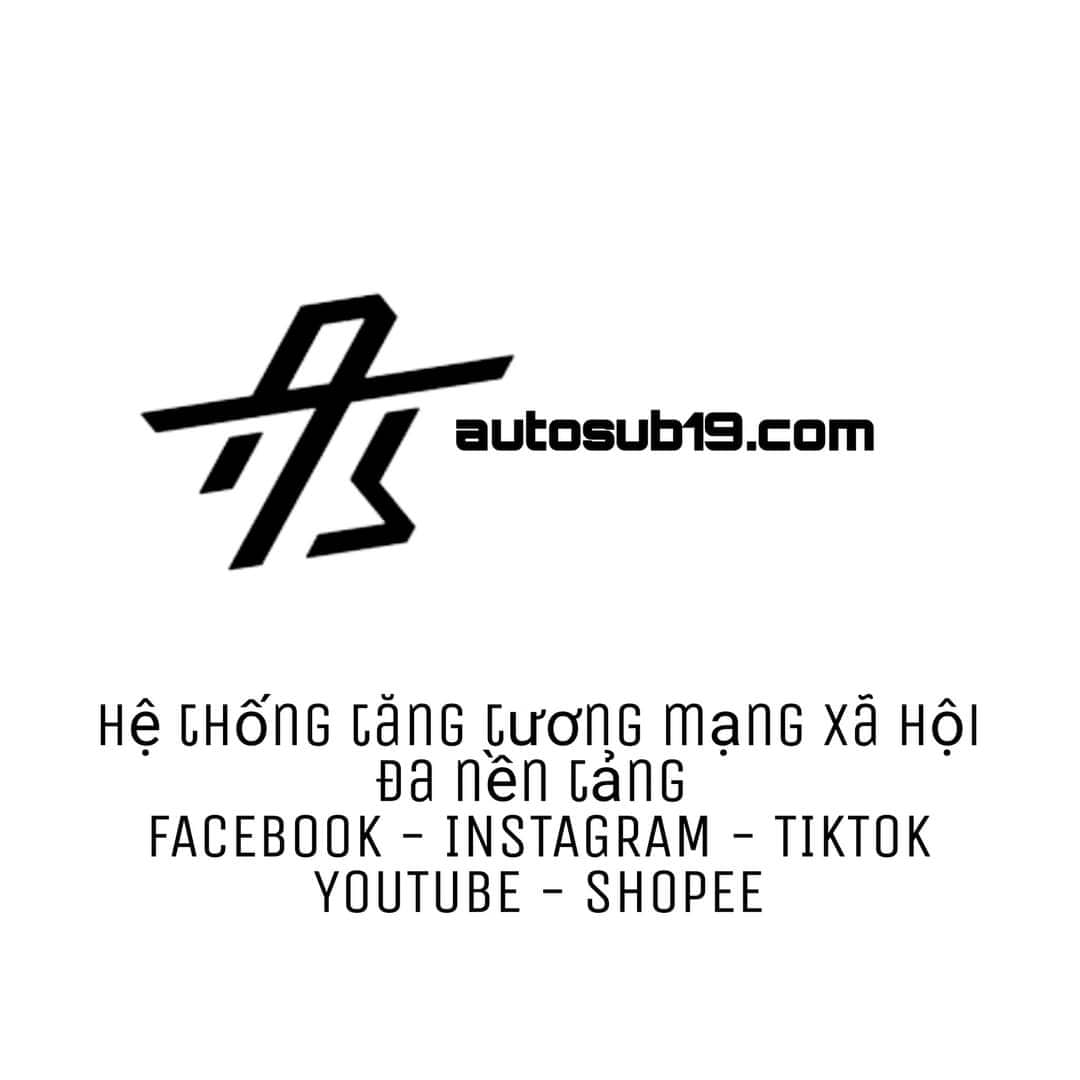 autosub19.com
Hệ thống tăng tương mạng xã hội
Đa nền tảng
FACEBOOK - INSTAGRAM - TIKTOK
YOUTUBE - SHOPEE